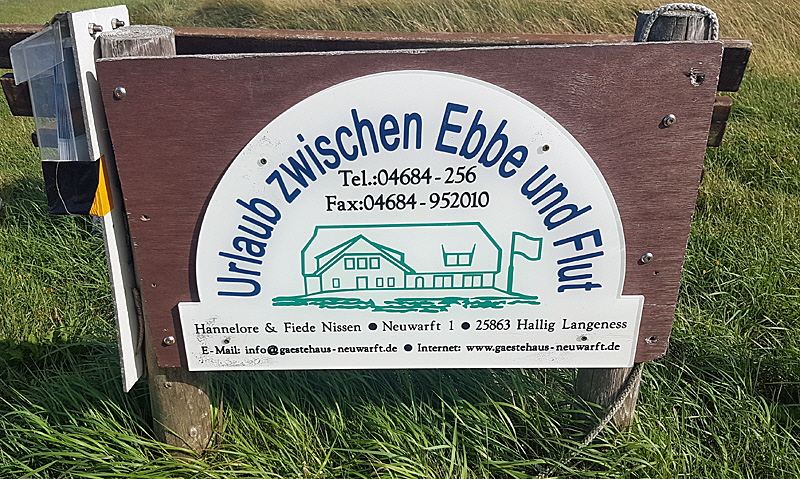 Urlaub zwischen Ebbe und Flut
Tel.:04684-256
Fax:04684-952010
Hannelore & Fiede Nissen ● Neuwarft 1 ● 25863 Hallig Langeness
E-Mail: info@gaestehaus-neuwarft.de ● Internet: www.gaestehaus-neuwarft.de